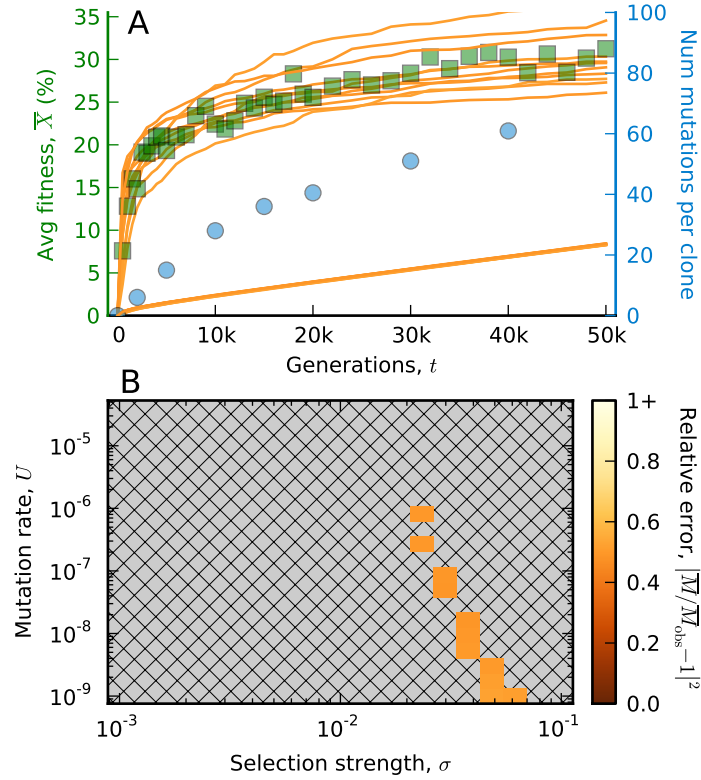 A
35
30
25
20
15
10
5
0
Avg fitness, X̅ (%)
100
80
60
40
20
0
Num mutations per clone
0 10k 20k 30k 40k 50k
Generations, t
B
10⁻⁵
10⁻⁶
10⁻⁷
10⁻⁸
10⁻⁹
Mutation rate, U
10⁻³ 10⁻² 10⁻¹
Selection strength, σ
1+
0.8
0.6
0.4
0.2
0.0
Relative error, |M̅/M̅obs−1|²